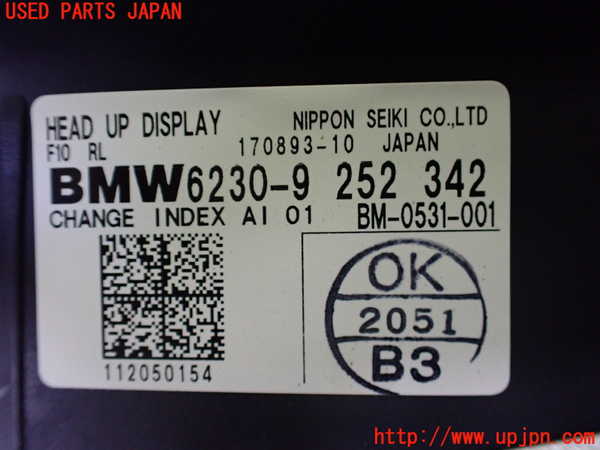 USED PARTS JAPAN
HEAD UP DISPLAY NIPPON SEIKI CO.,LTD
F10 RL 170893-10 JAPAN
BMW6230-9 252 342
CHANGE INDEX AI 01 BM-0531-001
OK
2051
B3
112050154
http://www.upjpn.com